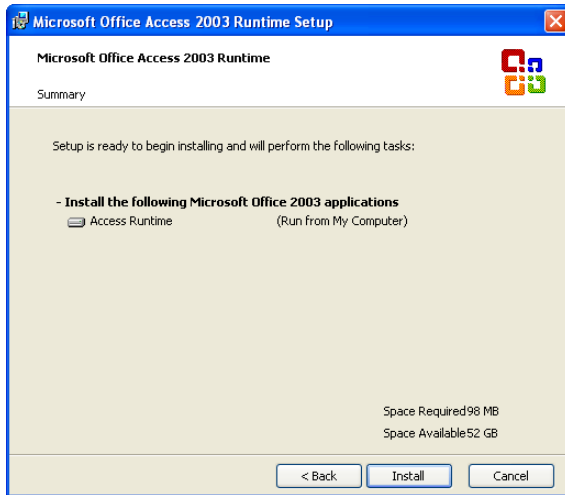 Microsoft Office Access 2003 Runtime Setup
Microsoft Office Access 2003 Runtime
Summary
Setup is ready to begin installing and will perform the following tasks:
- Install the following Microsoft Office 2003 applications
Access Runtime (Run from My Computer)
Space Required98 MB
Space Available52 GB
< Back Install Cancel